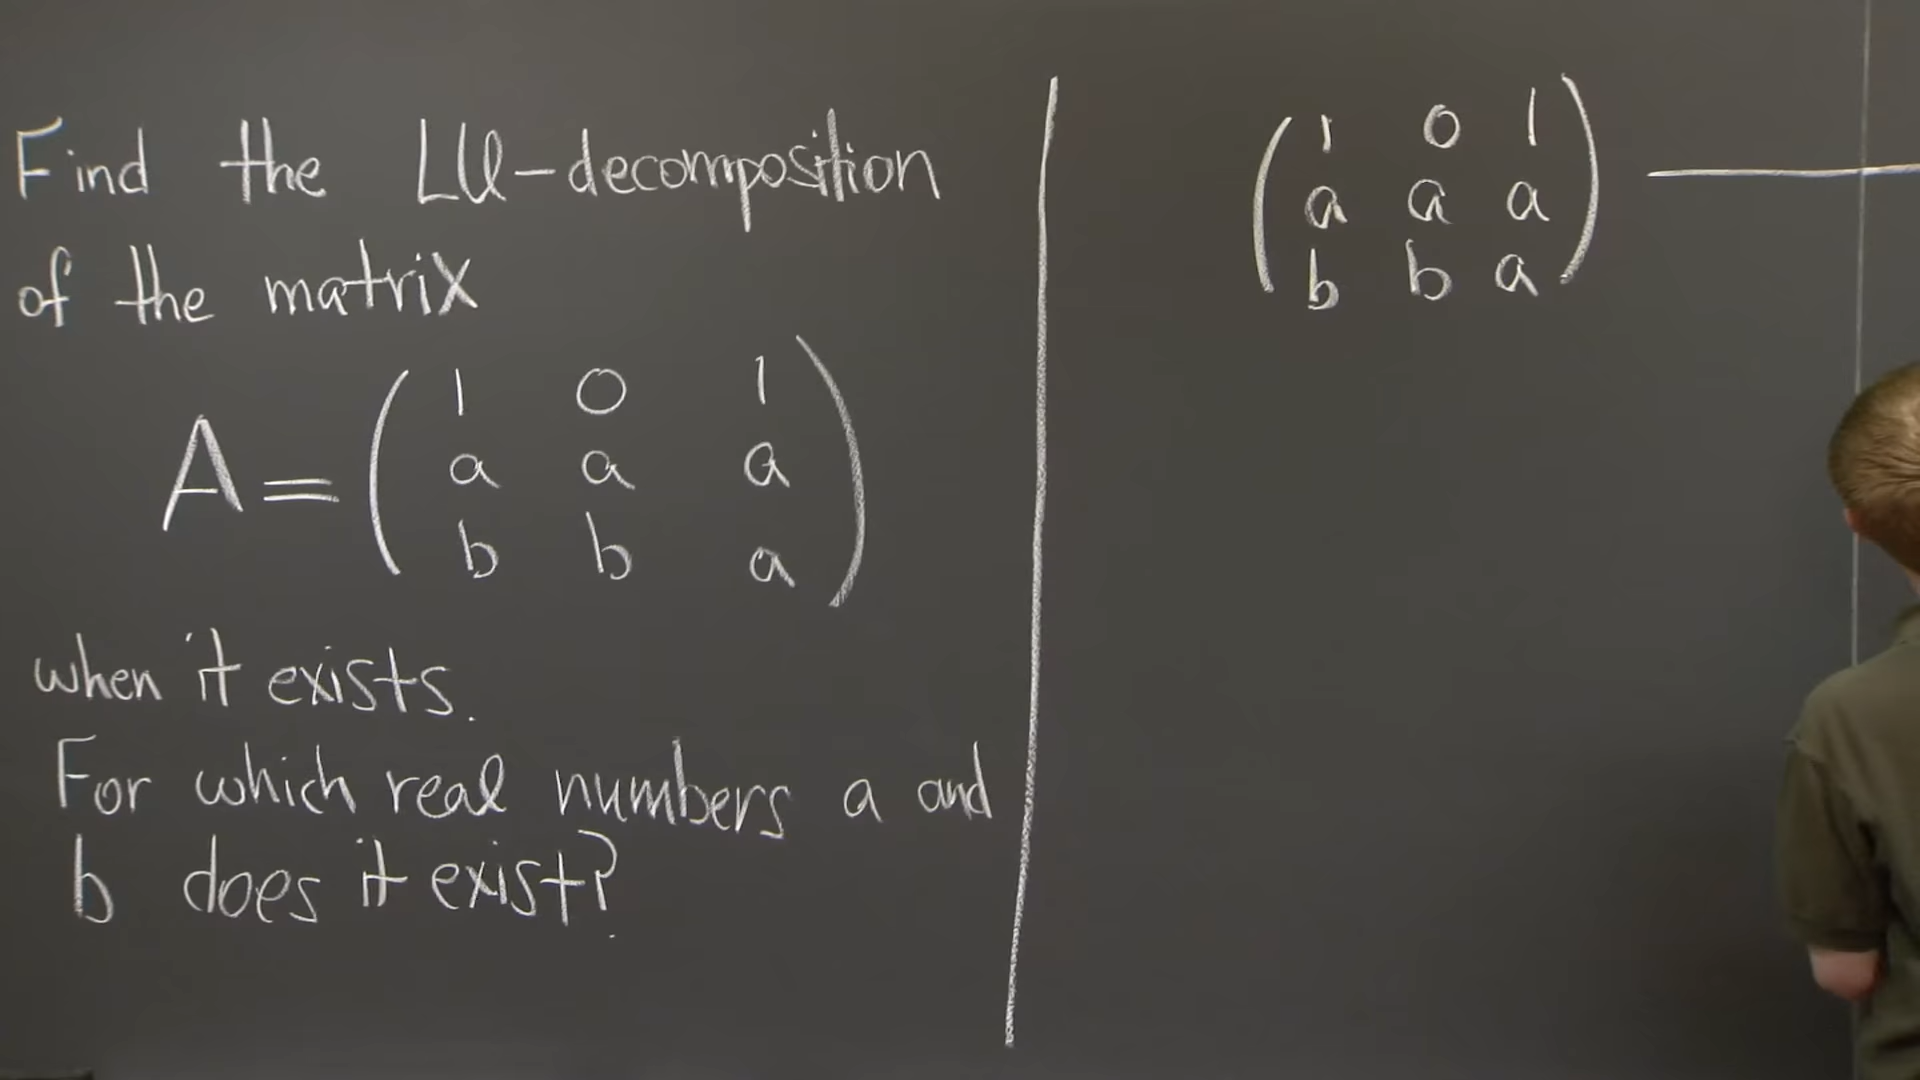 Find the LU-decomposition
of the matrix
A = ( 1 0 1
a a a
b b a )
when it exists.
For which real numbers a and
b does it exist?
( 1 0 1
a a a
b b a )